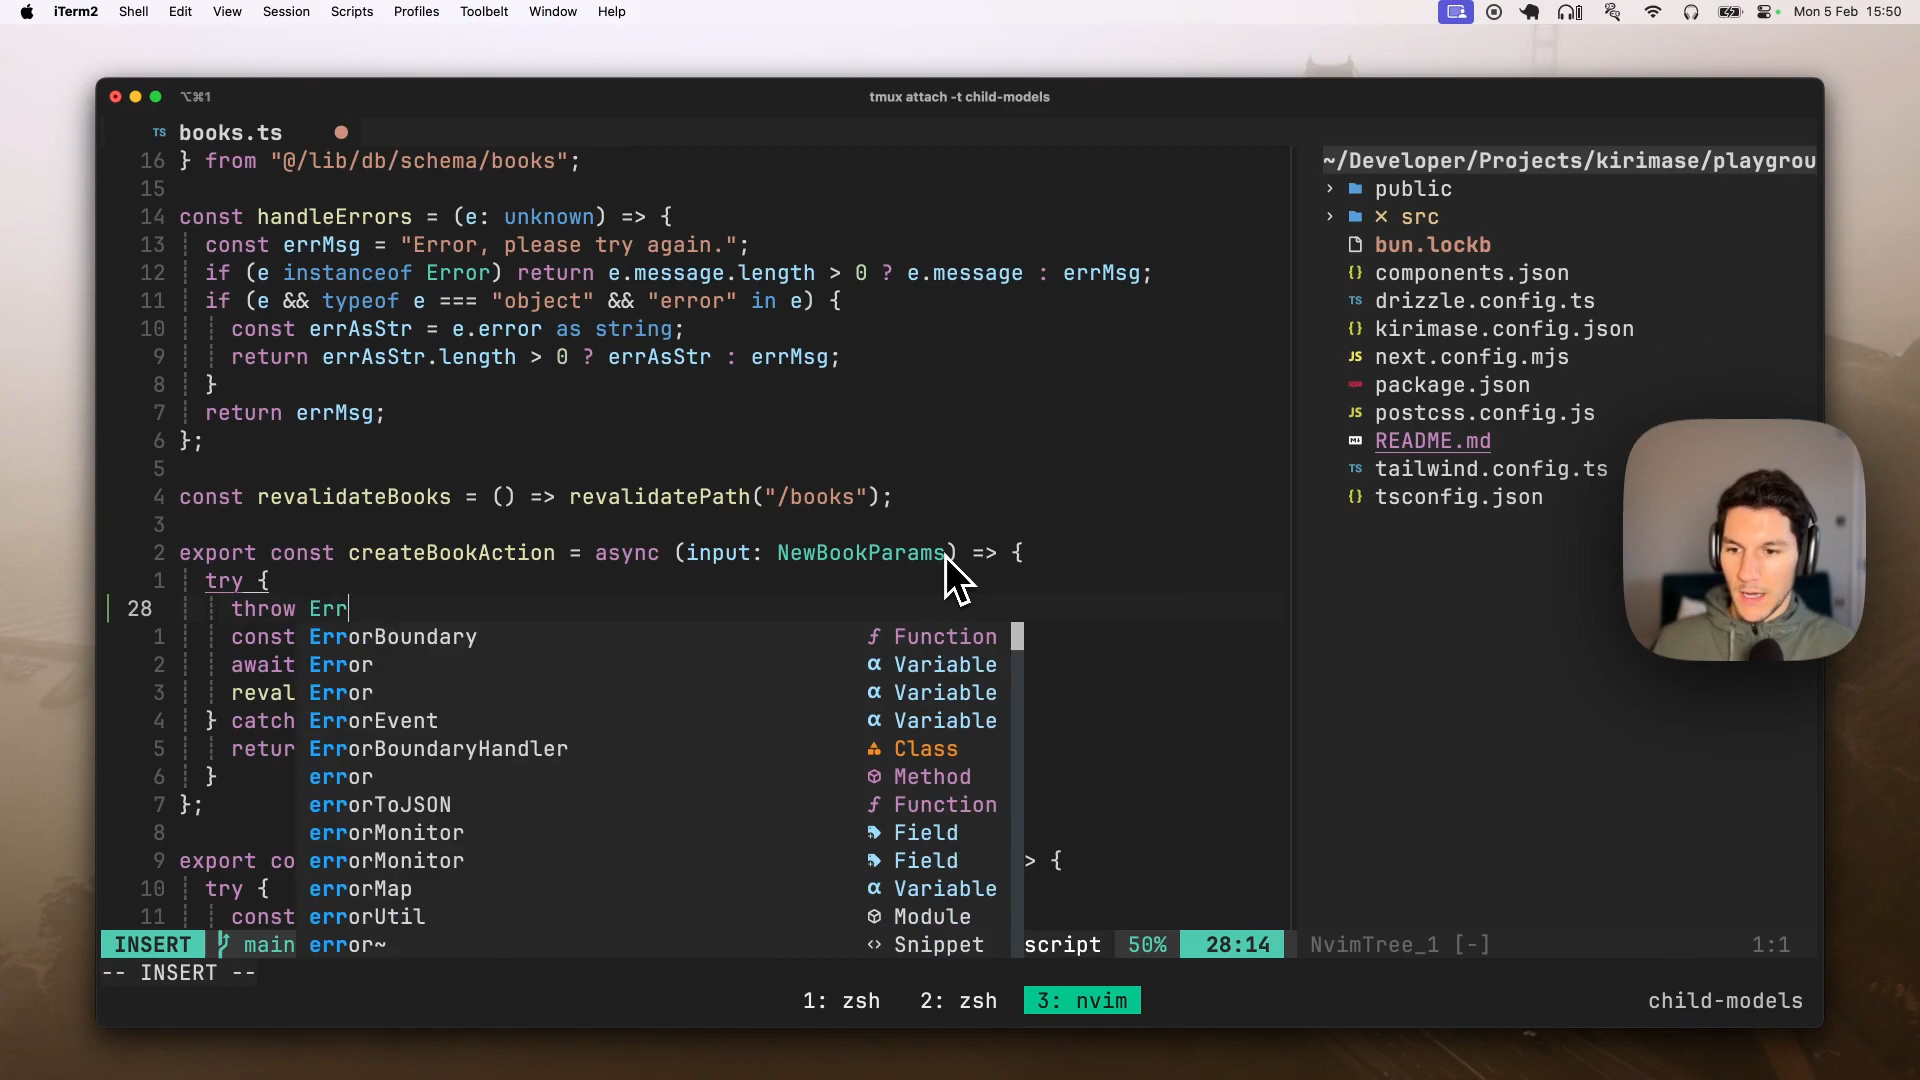 iTerm2 Shell Edit View Session Scripts Profiles Toolbelt Window Help Mon 5 Feb 15:50
⌥⌘1 tmux attach -t child-models
TS books.ts
16 } from "@/lib/db/schema/books";
15
14 const handleErrors = (e: unknown) => {
13 const errMsg = "Error, please try again.";
12 if (e instanceof Error) return e.message.length > 0 ? e.message : errMsg;
11 if (e && typeof e === "object" && "error" in e) {
10 const errAsStr = e.error as string;
9 return errAsStr.length > 0 ? errAsStr : errMsg;
8 }
7 return errMsg;
6 };
5
4 const revalidateBooks = () => revalidatePath("/books");
3
2 export const createBookAction = async (input: NewBookParams) => {
1 try {
28 throw Err
1 const ErrorBoundary ƒ Function
2 await Error α Variable
3 reval Error α Variable
4 } catch ErrorEvent α Variable
5 retur ErrorBoundaryHandler Class
6 } error Method
7 }; errorToJSON ƒ Function
8 errorMonitor Field
9 export co errorMonitor Field > {
10 try { errorMap α Variable
11 const errorUtil Module
INSERT main error~ <> Snippet script 50% 28:14
-- INSERT --
~/Developer/Projects/kirimase/playgrou
› public
› ✕ src
bun.lockb
{} components.json
TS drizzle.config.ts
{} kirimase.config.json
JS next.config.mjs
package.json
JS postcss.config.js
README.md
TS tailwind.config.ts
{} tsconfig.json
NvimTree_1 [-] 1:1
1: zsh 2: zsh 3: nvim child-models